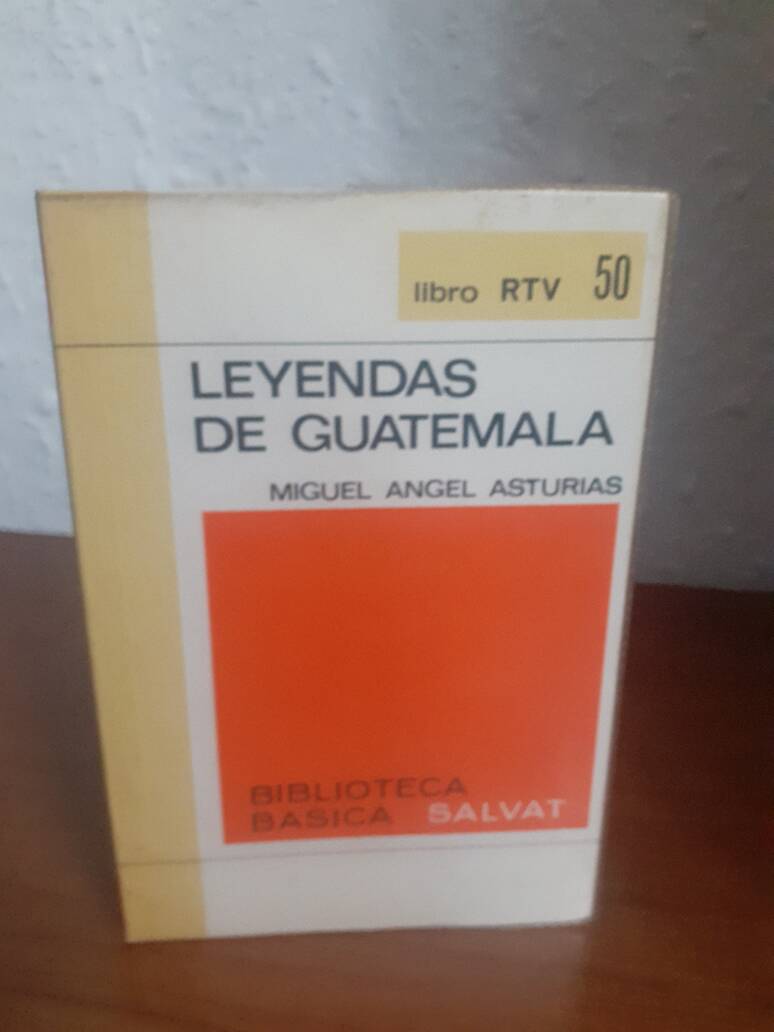 libro RTV 50
LEYENDAS
DE GUATEMALA
MIGUEL ANGEL ASTURIAS
BIBLIOTECA
BASICA SALVAT